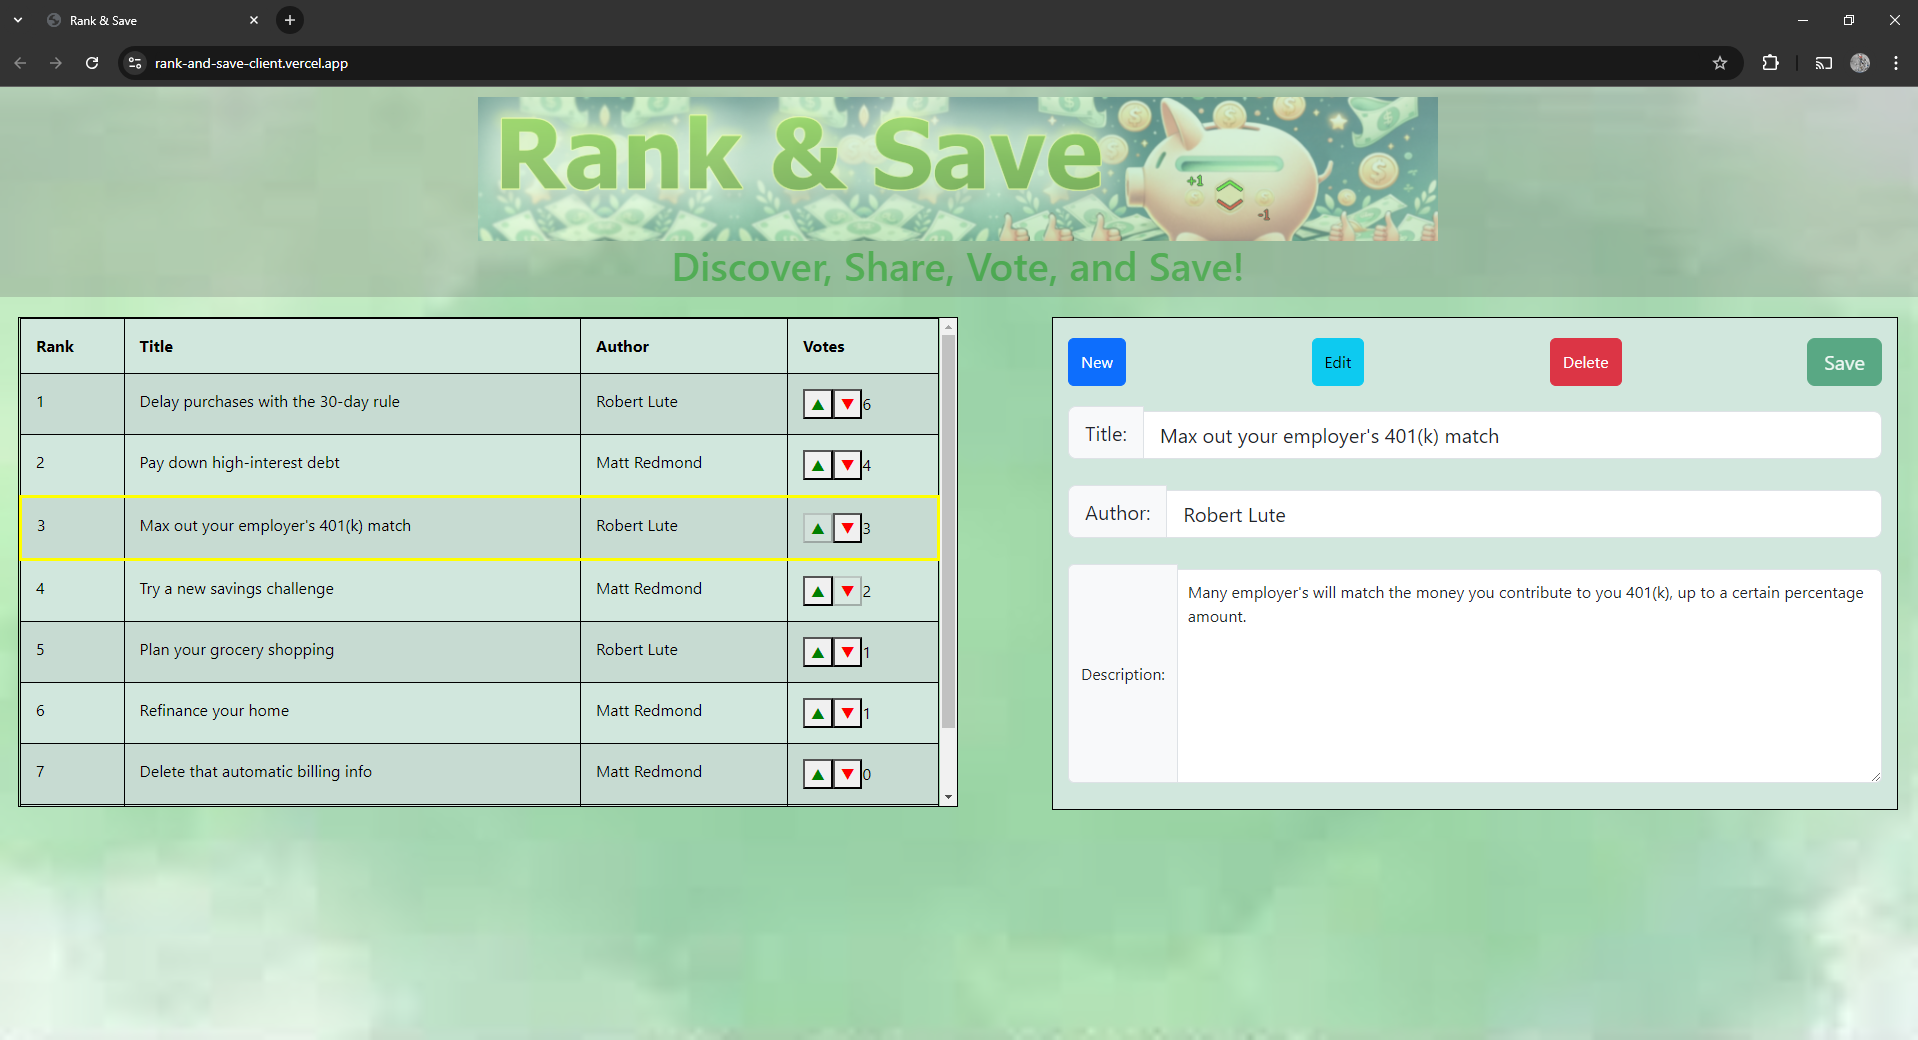 Rank & Save
rank-and-save-client.vercel.app
Rank & Save
+1
-1
Discover, Share, Vote, and Save!
Rank Title Author Votes
1 Delay purchases with the 30-day rule Robert Lute ▲ ▼ 6
2 Pay down high-interest debt Matt Redmond ▲ ▼ 4
3 Max out your employer's 401(k) match Robert Lute ▲ ▼ 3
4 Try a new savings challenge Matt Redmond ▲ ▼ 2
5 Plan your grocery shopping Robert Lute ▲ ▼ 1
6 Refinance your home Matt Redmond ▲ ▼ 1
7 Delete that automatic billing info Matt Redmond ▲ ▼ 0
New Edit Delete Save
Title: Max out your employer's 401(k) match
Author: Robert Lute
Description:
Many employer's will match the money you contribute to you 401(k), up to a certain percentage
amount.